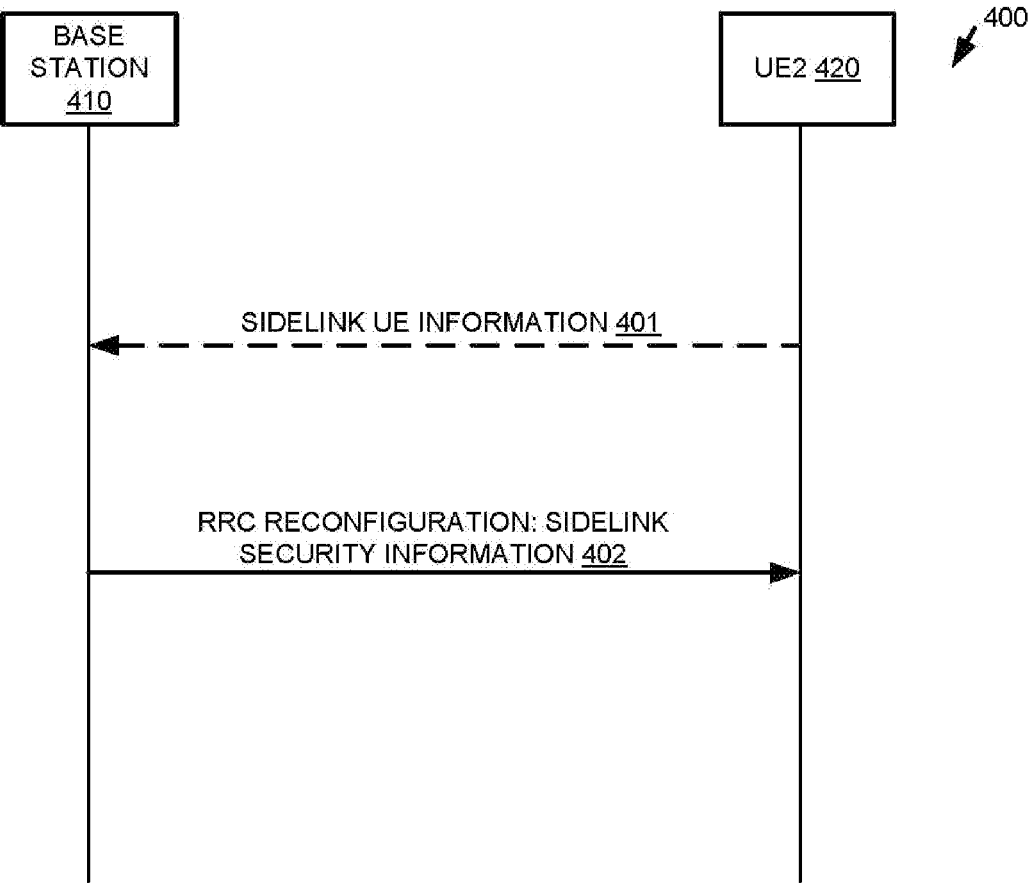 400
BASE
STATION
410
UE2 420
SIDELINK UE INFORMATION 401
RRC RECONFIGURATION: SIDELINK
SECURITY INFORMATION 402